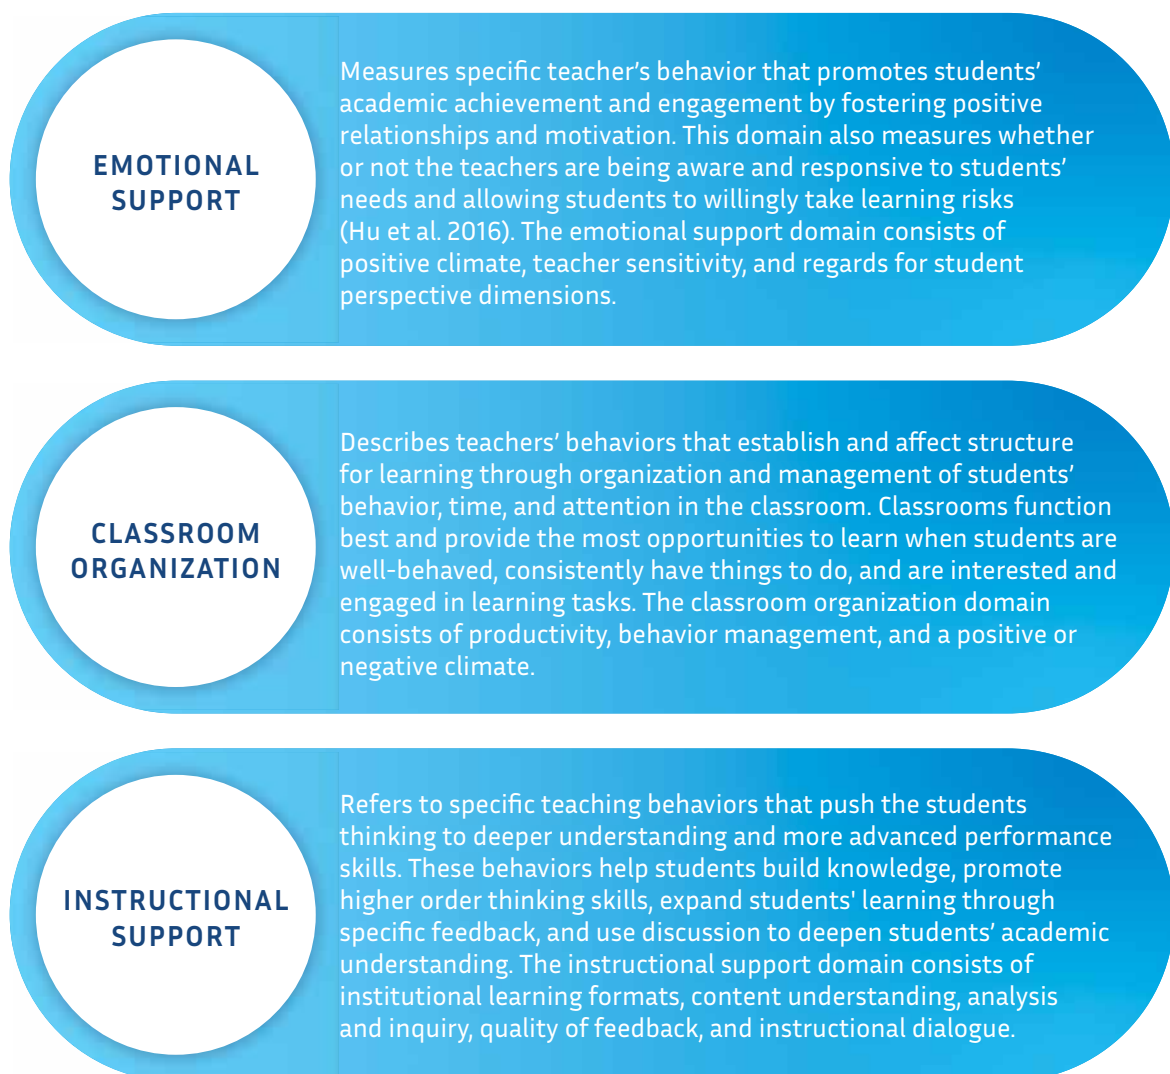 EMOTIONAL
SUPPORT
Measures specific teacher’s behavior that promotes students’
academic achievement and engagement by fostering positive
relationships and motivation. This domain also measures whether
or not the teachers are being aware and responsive to students’
needs and allowing students to willingly take learning risks
(Hu et al. 2016). The emotional support domain consists of
positive climate, teacher sensitivity, and regards for student
perspective dimensions.
CLASSROOM
ORGANIZATION
Describes teachers’ behaviors that establish and affect structure
for learning through organization and management of students’
behavior, time, and attention in the classroom. Classrooms function
best and provide the most opportunities to learn when students are
well-behaved, consistently have things to do, and are interested and
engaged in learning tasks. The classroom organization domain
consists of productivity, behavior management, and a positive or
negative climate.
INSTRUCTIONAL
SUPPORT
Refers to specific teaching behaviors that push the students
thinking to deeper understanding and more advanced performance
skills. These behaviors help students build knowledge, promote
higher order thinking skills, expand students' learning through
specific feedback, and use discussion to deepen students’ academic
understanding. The instructional support domain consists of
institutional learning formats, content understanding, analysis
and inquiry, quality of feedback, and instructional dialogue.